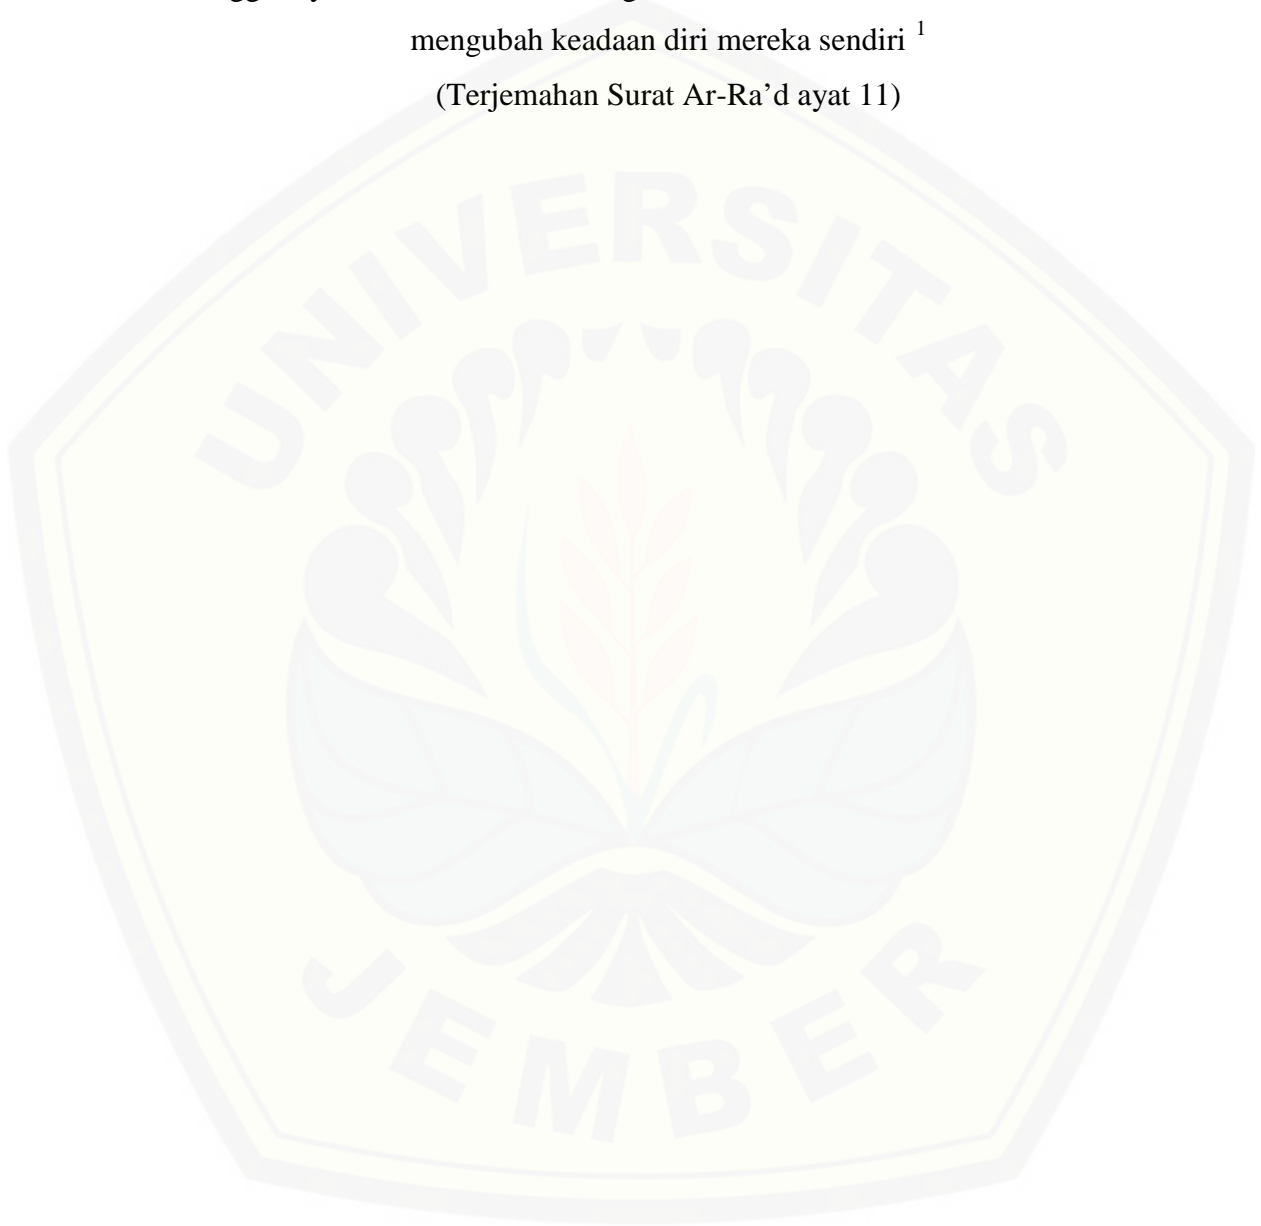 mengubah keadaan diri mereka sendiri 1
(Terjemahan Surat Ar-Ra’d ayat 11)
UNIVERSITAS
JEMBER